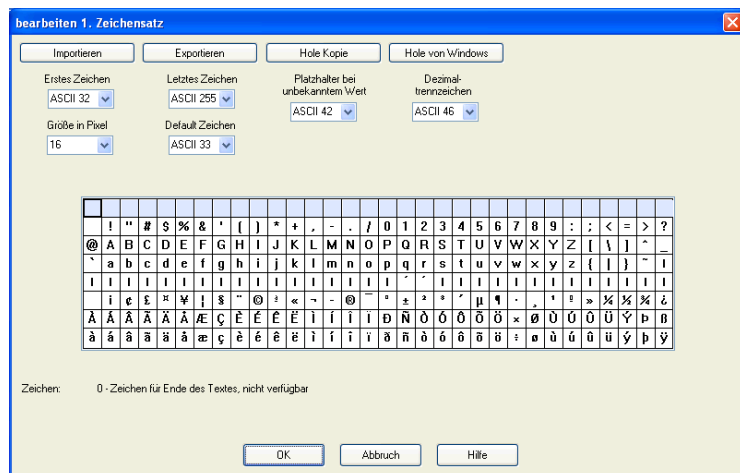 bearbeiten 1. Zeichensatz
Importieren Exportieren Hole Kopie Hole von Windows
Erstes Zeichen Letztes Zeichen Platzhalter bei unbekanntem Wert Dezimal-trennzeichen
ASCII 32 ASCII 255 ASCII 42 ASCII 46
Größe in Pixel Default Zeichen
16 ASCII 33
! " # $ % & ' ( ) * + , - . / 0 1 2 3 4 5 6 7 8 9 : ; < = > ?
@ A B C D E F G H I J K L M N O P Q R S T U V W X Y Z [ \ ] ^ _
` a b c d e f g h i j k l m n o p q r s t u v w x y z { | } ~ I
I I I I I I I I I I I I I I I I I ´ ´ I I I I I I I I I I I I I
¡ ¢ £ ¤ ¥ ¦ § ¨ © « ¬ - ® ¯ ° ± ² ³ ´ µ ¶ · ¸ ¹ º » ¼ ½ ¾ ¿
À Á Â Ã Ä Å Æ Ç È É Ê Ë Ì Í Î Ï Ð Ñ Ò Ó Ô Õ Ö × Ø Ù Ú Û Ü Ý Þ ß
à á â ã ä å æ ç è é ê ë ì í î ï ð ñ ò ó ô õ ö ÷ ø ù ú û ü ý þ ÿ
Zeichen: 0 - Zeichen für Ende des Textes, nicht verfügbar
OK Abbruch Hilfe